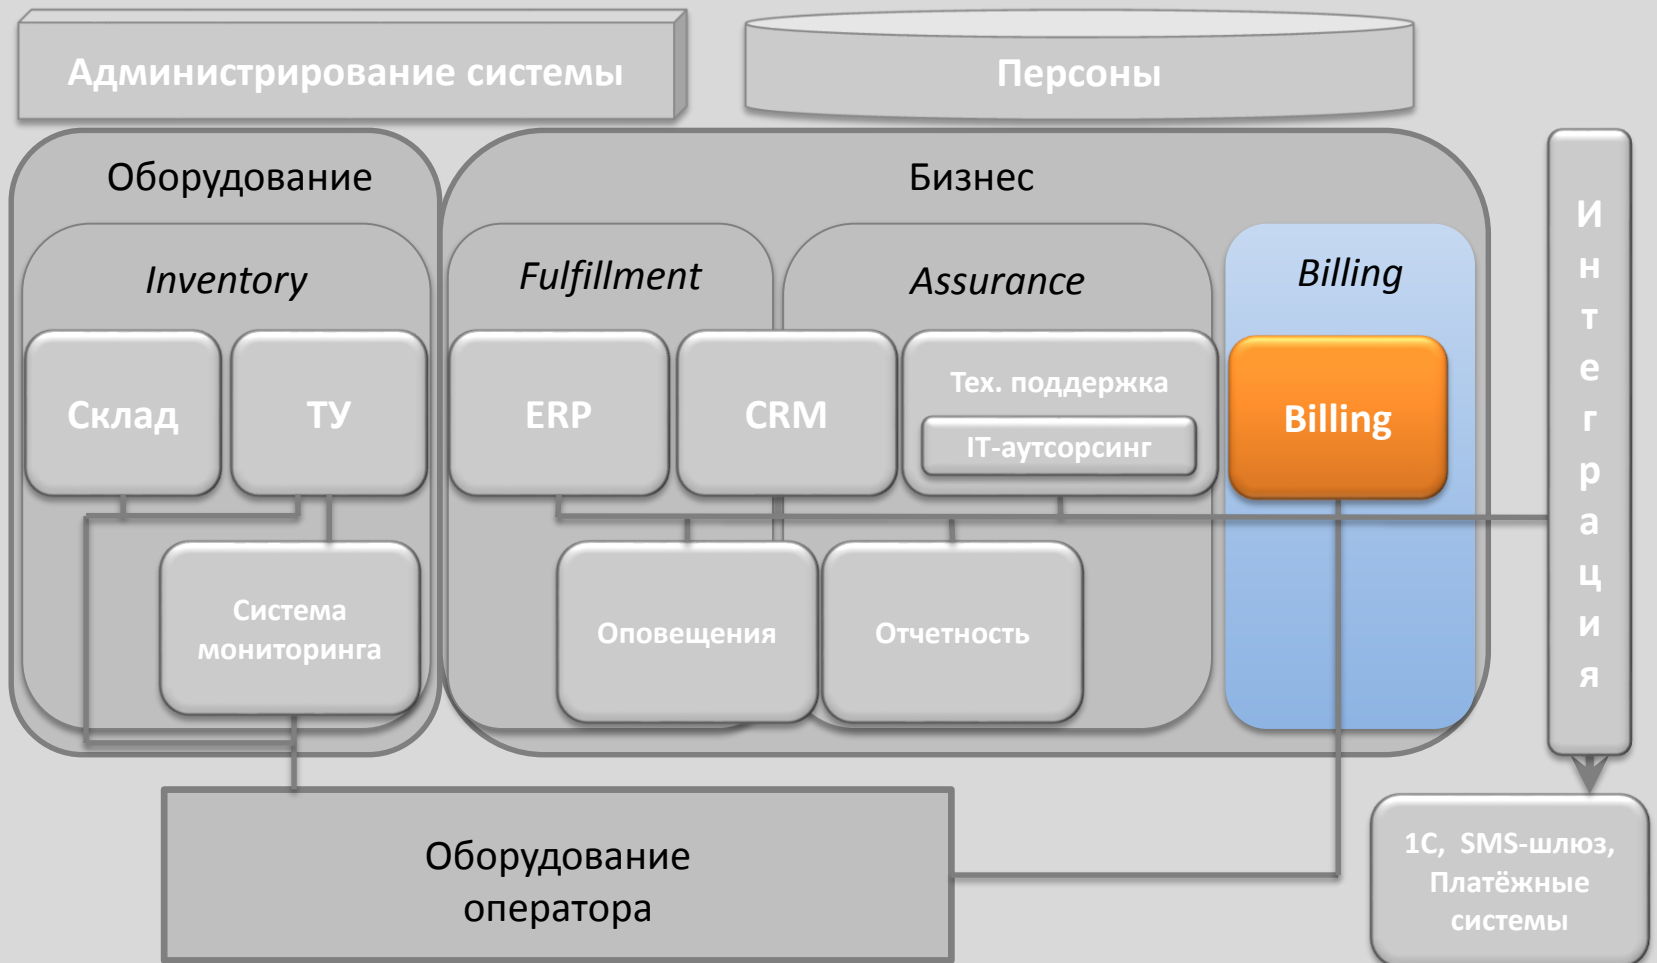 Администрирование системы
Персоны
Оборудование
Бизнес
Inventory
Fulfillment
Assurance
Billing
Склад
ТУ
ERP
CRM
Тех. поддержка
IT-аутсорсинг
Billing
Система
мониторинга
Оповещения
Отчетность
И
н
т
е
г
р
а
ц
и
я
Оборудование
оператора
1С, SMS-шлюз,
Платёжные
системы